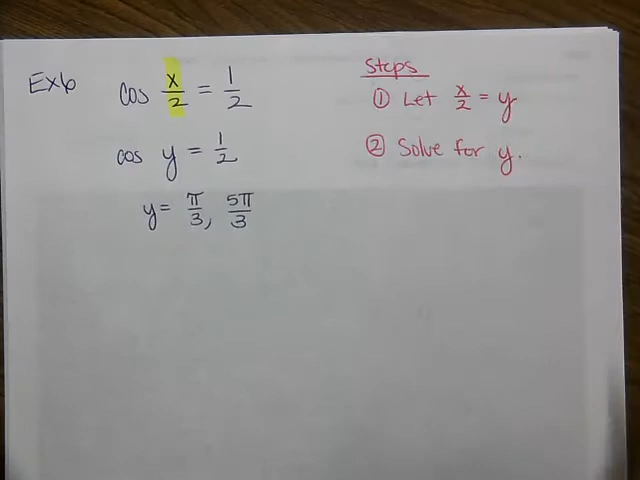 Ex6
cos x/2 = 1/2
cos y = 1/2
y = π/3, 5π/3
Steps
① Let x/2 = y
② Solve for y.